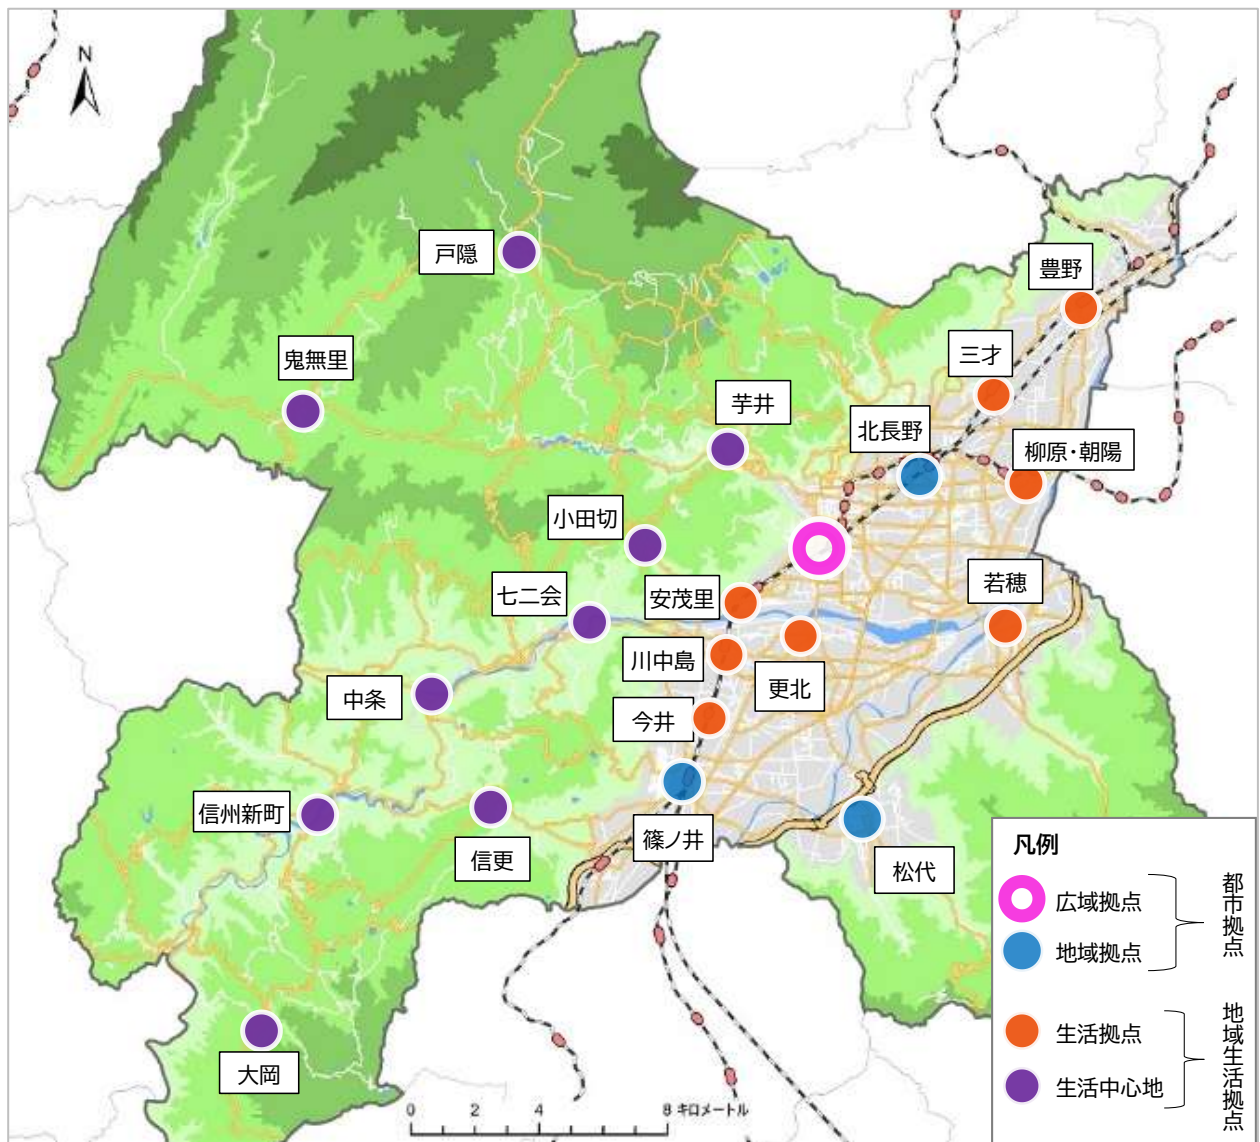 N
戸隠
豊野
鬼無里
三才
芋井
北長野
柳原・朝陽
小田切
七二会
安茂里
若穂
川中島
更北
中条
今井
信州新町
信更
篠ノ井
松代
大岡
凡例
広域拠点
地域拠点
都市拠点
生活拠点
生活中心地
地域生活拠点
0 2 4 8 キロメートル